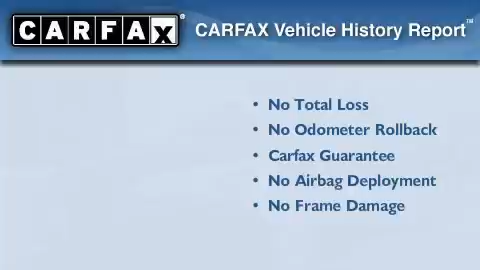 CARFAX® CARFAX Vehicle History Report™
• No Total Loss
• No Odometer Rollback
• Carfax Guarantee
• No Airbag Deployment
• No Frame Damage